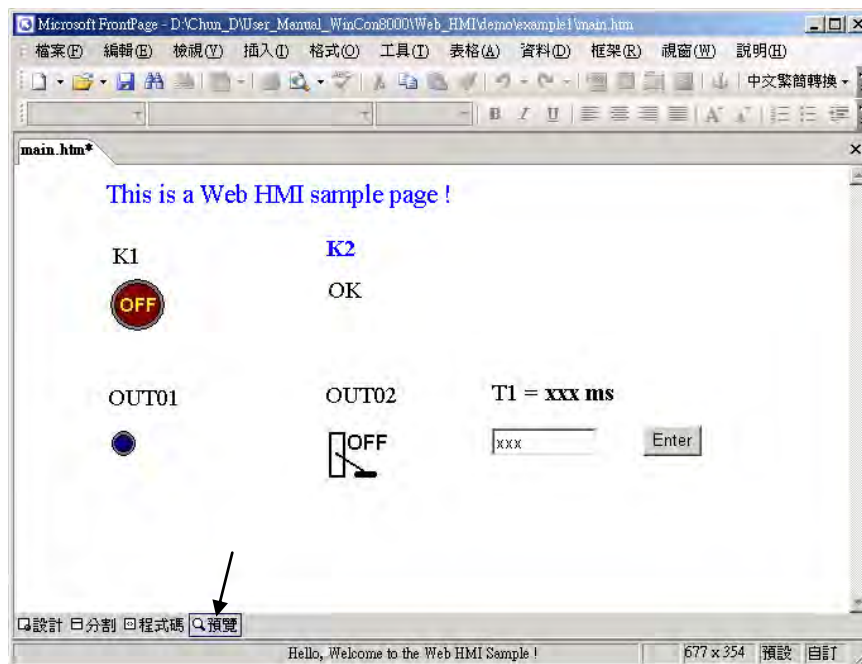 Microsoft FrontPage - D:\Chun_D\User_Manual_WinCon8000\Web_HMI\demo\example1\main.htm
檔案(F) 編輯(E) 檢視(V) 插入(I) 格式(O) 工具(T) 表格(A) 資料(D) 框架(R) 視窗(W) 說明(H)
中文繁簡轉換
B I U A A
main.htm*
This is a Web HMI sample page !
K1 K2
OFF OK
OUT01 OUT02 T1 = xxx ms
OFF xxx Enter
設計 分割 程式碼 預覽
Hello, Welcome to the Web HMI Sample ! 677 x 354 預設 自訂